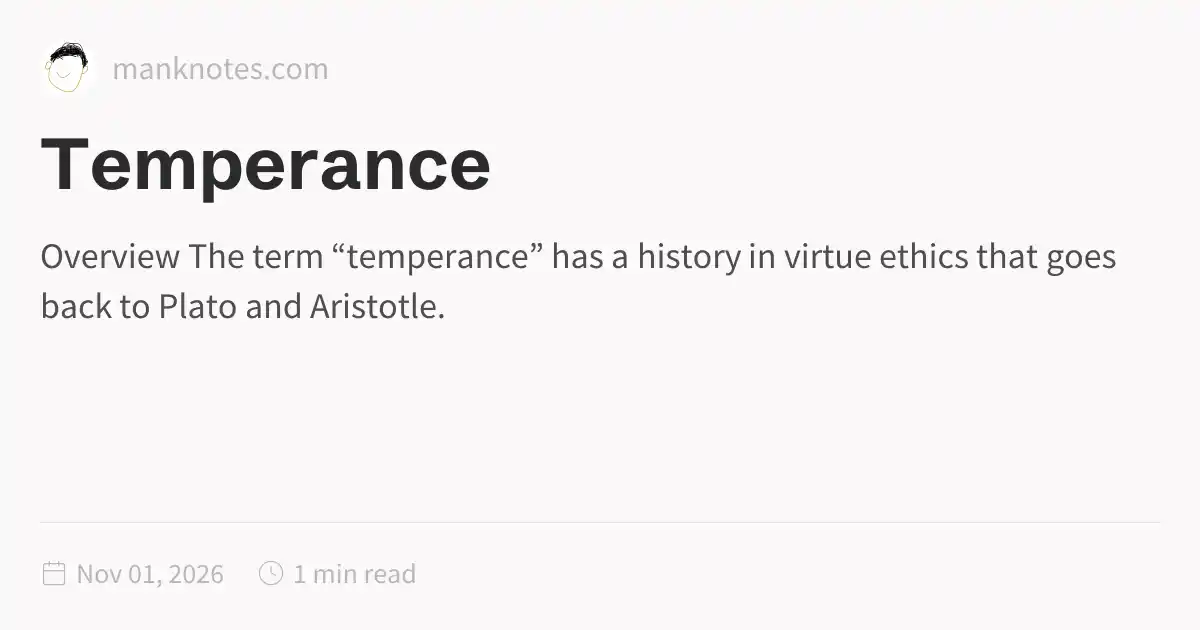 manknotes.com
Temperance
Overview The term “temperance” has a history in virtue ethics that goes
back to Plato and Aristotle.
Nov 01, 2026 1 min read